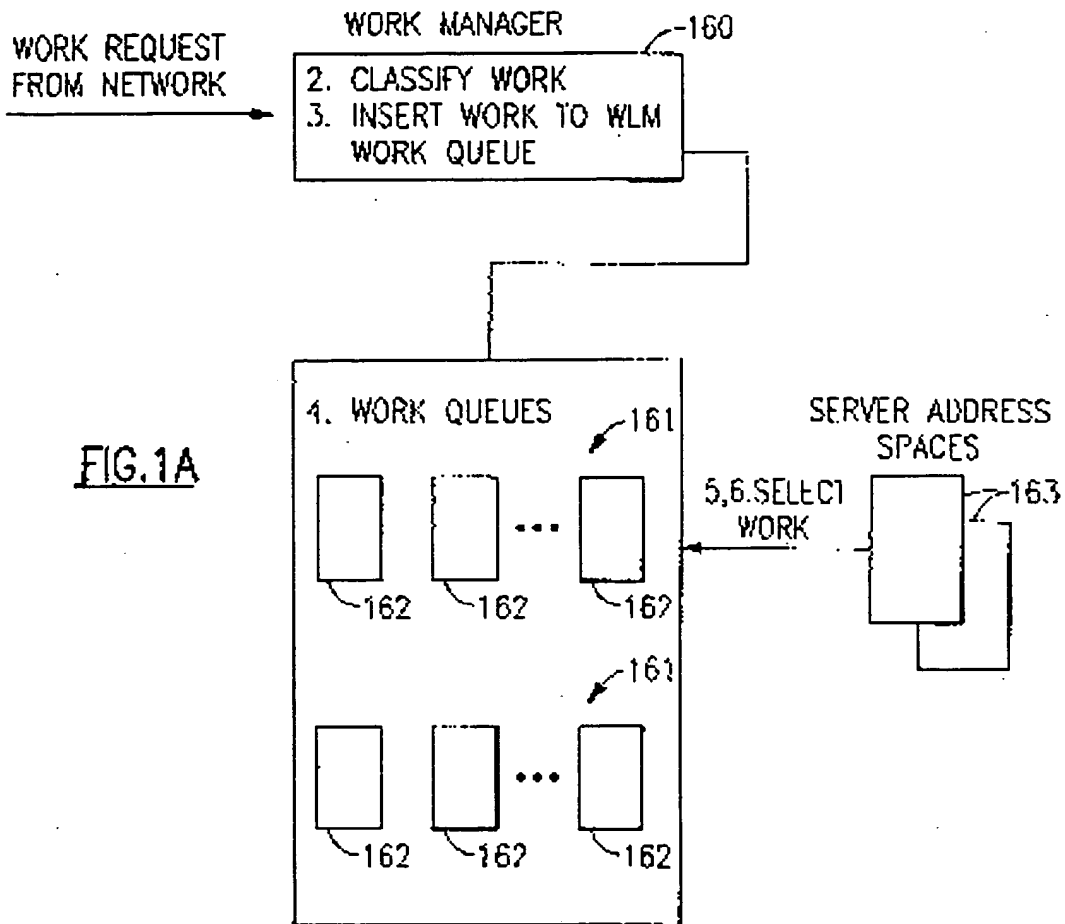 WORK MANAGER
160
WORK REQUEST
FROM NETWORK
2. CLASSIFY WORK
3. INSERT WORK TO WLM
WORK QUEUE
4. WORK QUEUES
161
SERVER ADDRESS
SPACES
FIG.1A
5,6.SELECT
WORK
163
162
162
162
161
162
162
162